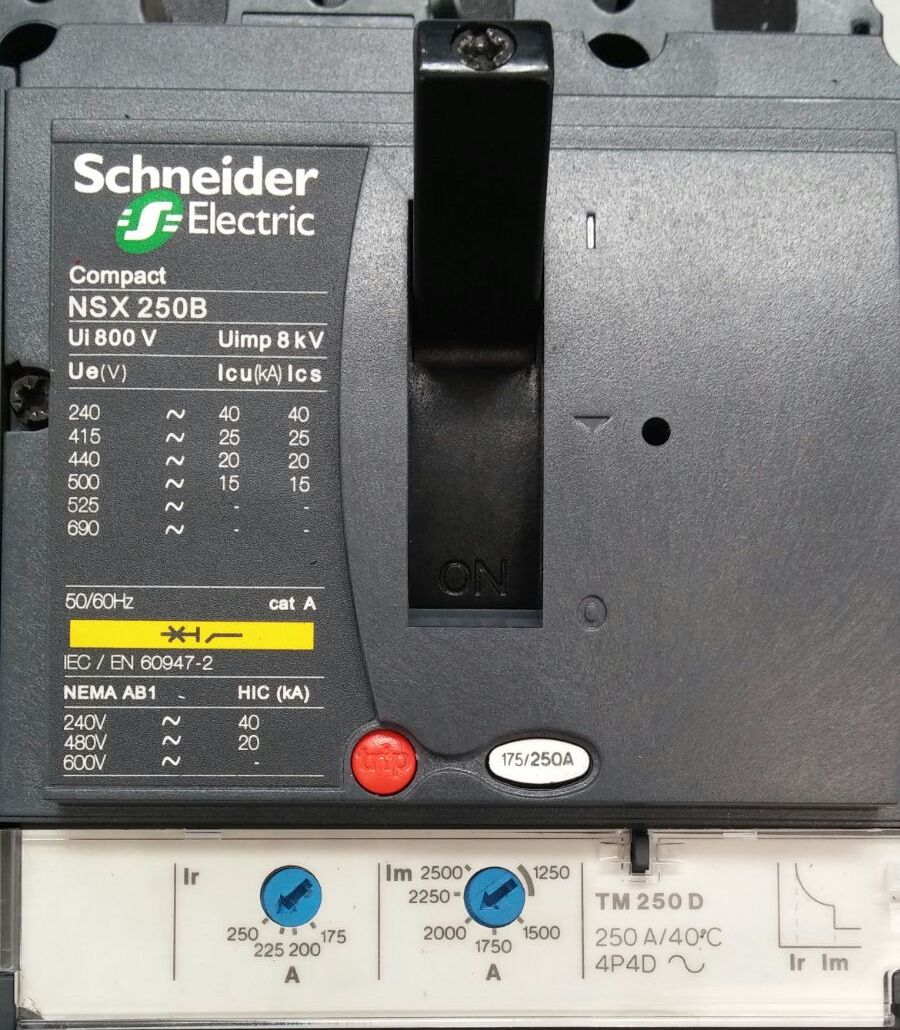 Schneider
Electric
Compact
NSX 250B
Ui 800 V Uimp 8 kV
Ue(V) Icu(kA) Ics
240 ~ 40 40
415 ~ 25 25
440 ~ 20 20
500 ~ 15 15
525 ~ - -
690 ~ - -
50/60Hz cat A
IEC / EN 60947-2
NEMA AB1 HIC (kA)
240V ~ 40
480V ~ 20
600V ~ -
I
ON
O
trip
175/250A
Ir
250 225 200 175
A
Im 2500 1250
2250
2000 1500
1750
A
TM 250 D
250 A/40°C
4P4D ~
Ir Im